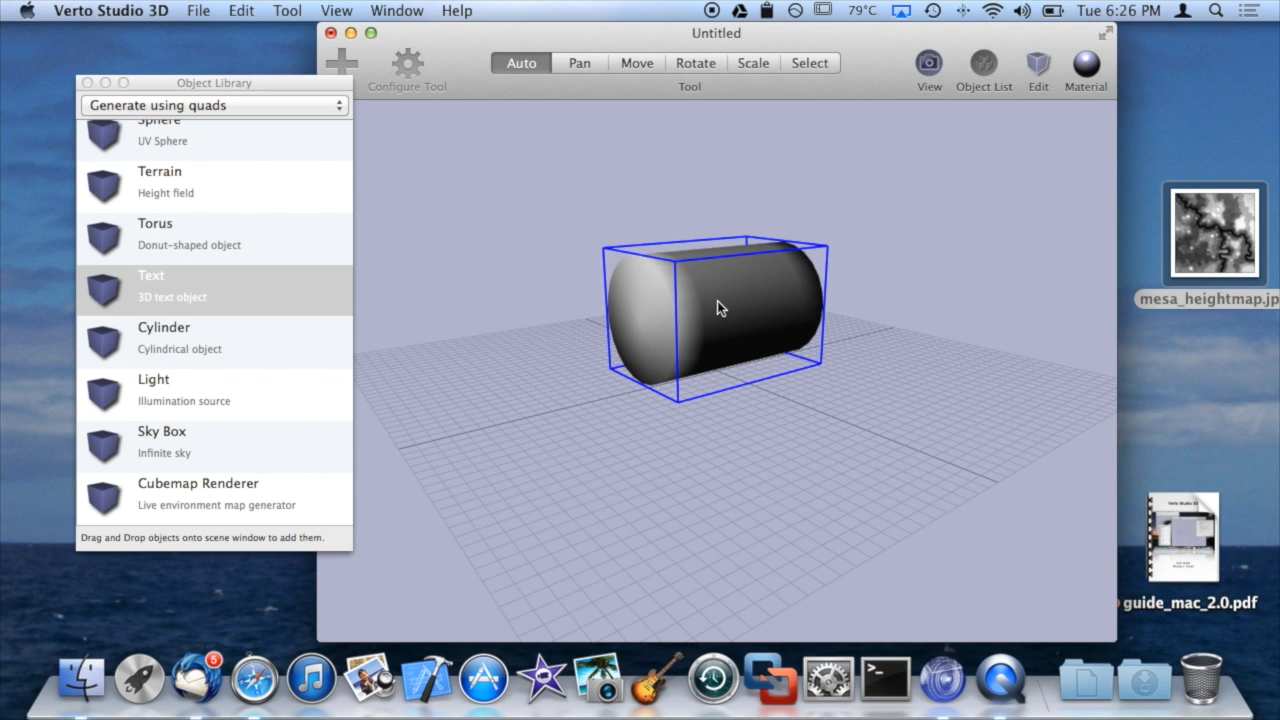 Verto Studio 3D File Edit Tool View Window Help 79°C Tue 6:26 PM
Untitled
Configure Tool
Auto Pan Move Rotate Scale Select
Tool
View Object List Edit Material
Object Library
Generate using quads
Sphere
UV Sphere
Terrain
Height field
Torus
Donut-shaped object
Text
3D text object
Cylinder
Cylindrical object
Light
Illumination source
Sky Box
Infinite sky
Cubemap Renderer
Live environment map generator
Drag and Drop objects onto scene window to add them.
mesa_heightmap.jp
Verto Studio 3D
guide_mac_2.0.pdf
5